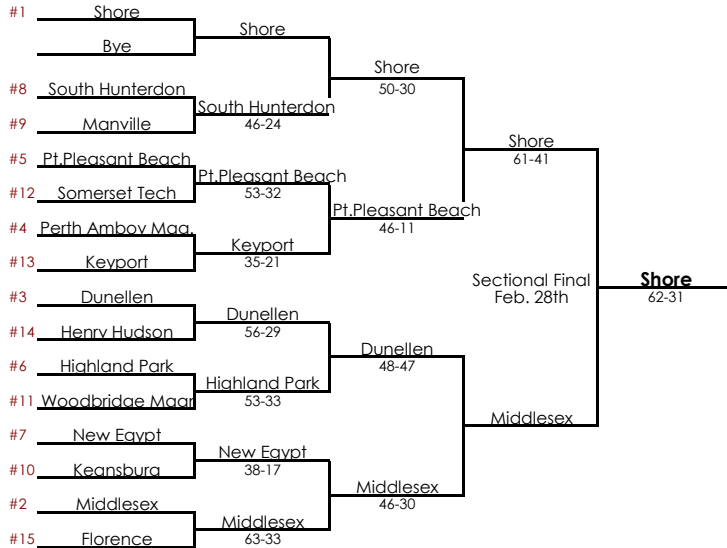 #1 Shore
Bye
Shore
Shore
50-30
#8 South Hunterdon
#9 Manville
South Hunterdon
46-24
Shore
61-41
#5 Pt.Pleasant Beach
#12 Somerset Tech
Pt.Pleasant Beach
53-32
Pt.Pleasant Beach
46-11
#4 Perth Amboy Mag.
#13 Keyport
Keyport
35-21
Sectional Final
Feb. 28th
Shore
62-31
#3 Dunellen
#14 Henry Hudson
Dunellen
56-29
Dunellen
48-47
#6 Highland Park
#11 Woodbridge Magn
Highland Park
53-33
Middlesex
#7 New Egypt
#10 Keansburg
New Egypt
38-17
Middlesex
46-30
#2 Middlesex
#15 Florence
Middlesex
63-33